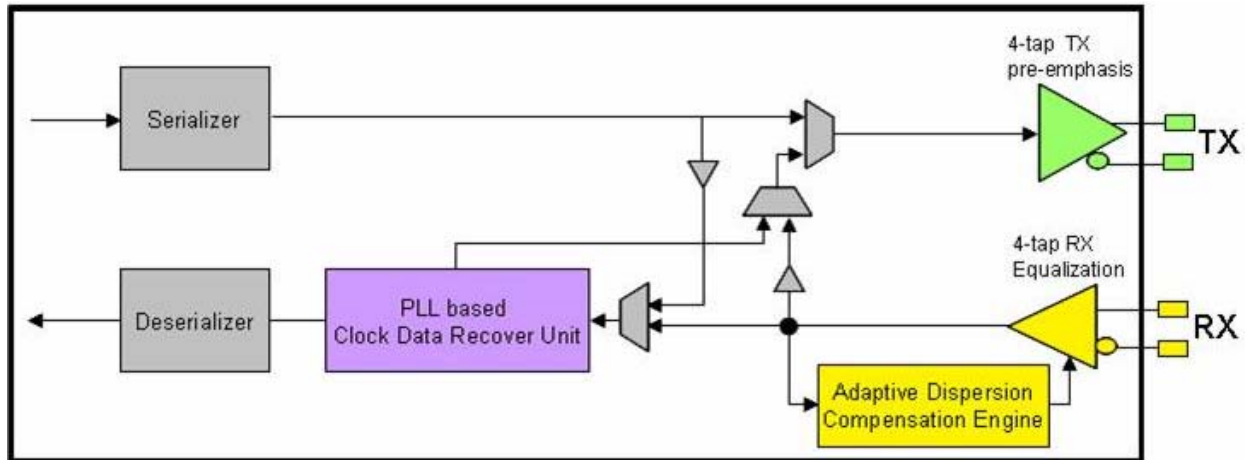 4-tap TX
pre-emphasis
Serializer
TX
4-tap RX
Equalization
PLL based
Clock Data Recover Unit
Deserializer
RX
Adaptive Dispersion
Compensation Engine